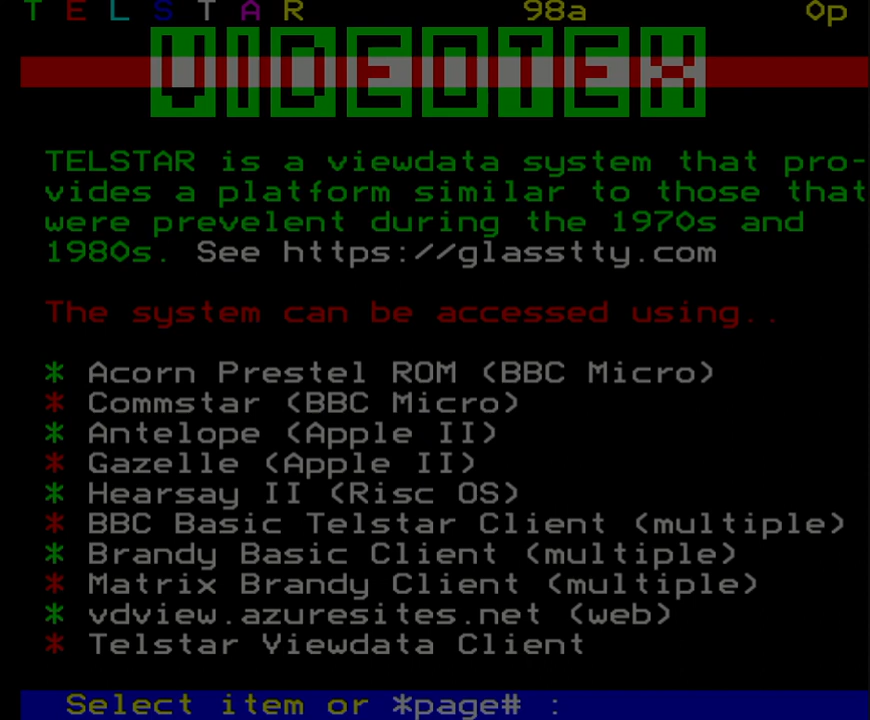 T E L S T A R 98a 0p
VIDEOTEX
TELSTAR is a viewdata system that pro-
vides a platform similar to those that
were prevelent during the 1970s and
1980s. See https://glasstty.com
The system can be accessed using..
* Acorn Prestel ROM (BBC Micro)
* Commstar (BBC Micro)
* Antelope (Apple II)
* Gazelle (Apple II)
* Hearsay II (Risc OS)
* BBC Basic Telstar Client (multiple)
* Brandy Basic Client (multiple)
* Matrix Brandy Client (multiple)
* vdview.azuresites.net (web)
* Telstar Viewdata Client
Select item or *page# :